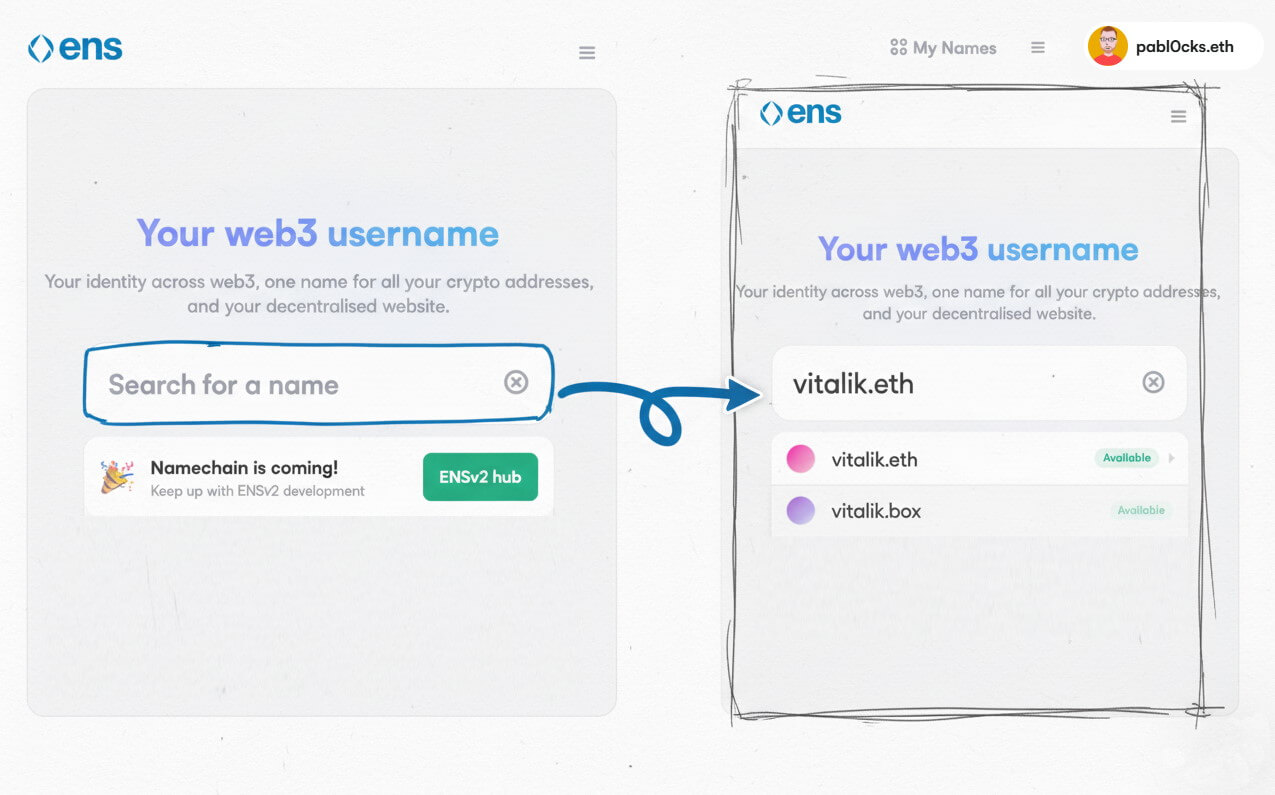 ens
Your web3 username
Your identity across web3, one name for all your crypto addresses,
and your decentralised website.
Search for a name
Namechain is coming!
Keep up with ENSv2 development
ENSv2 hub
My Names
pabl0cks.eth
ens
Your web3 username
Your identity across web3, one name for all your crypto addresses,
and your decentralised website.
vitalik.eth
vitalik.eth Available
vitalik.box Available